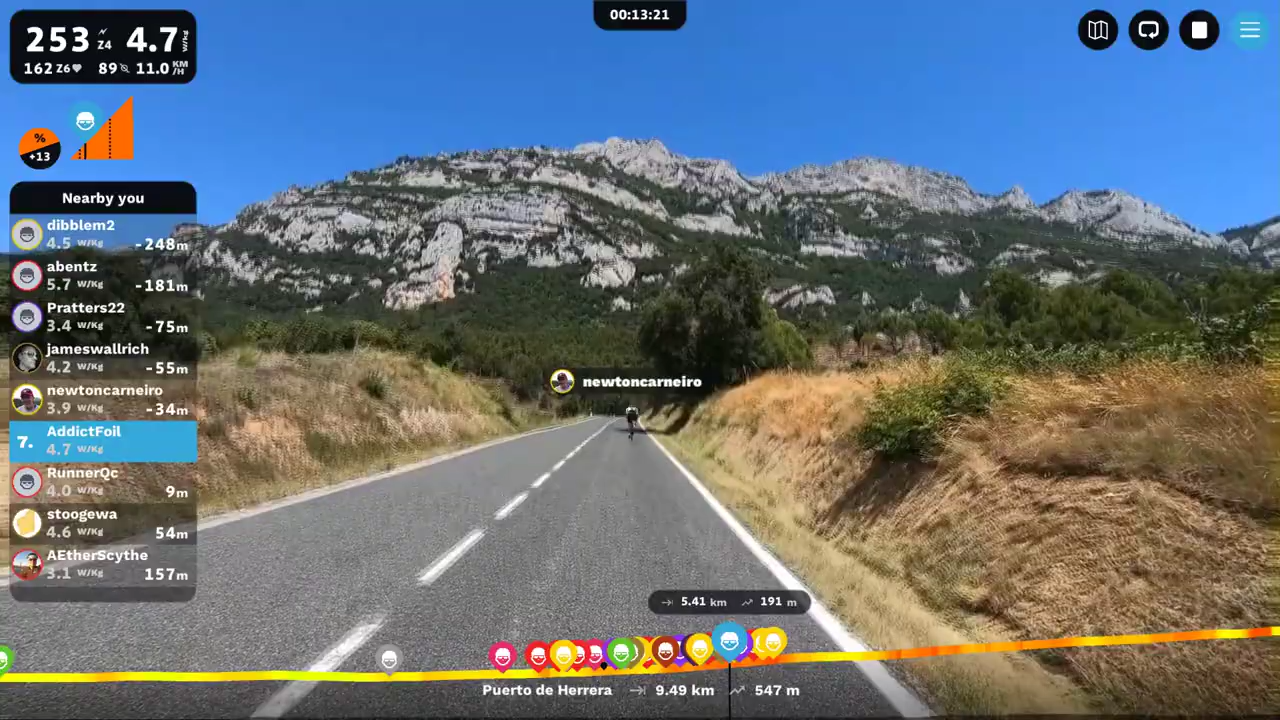 00:13:21
253 Z4 4.7 W/kg
162 Z6 89 11.0 KM/H
%
+13
Nearby you
dibblem2
4.5 W/Kg -248m
abentz
5.7 W/Kg -181m
Pratters22
3.4 W/Kg -75m
jameswallrich
4.2 W/Kg -55m
newtoncarneiro
3.9 W/Kg -34m
7. AddictFoil
4.7 W/Kg
RunnerQc
4.0 W/Kg 9m
stoogewa
4.6 W/Kg 54m
AEtherScythe
3.1 W/Kg 157m
newtoncarneiro
5.41 km 191 m
Puerto de Herrera 9.49 km 547 m